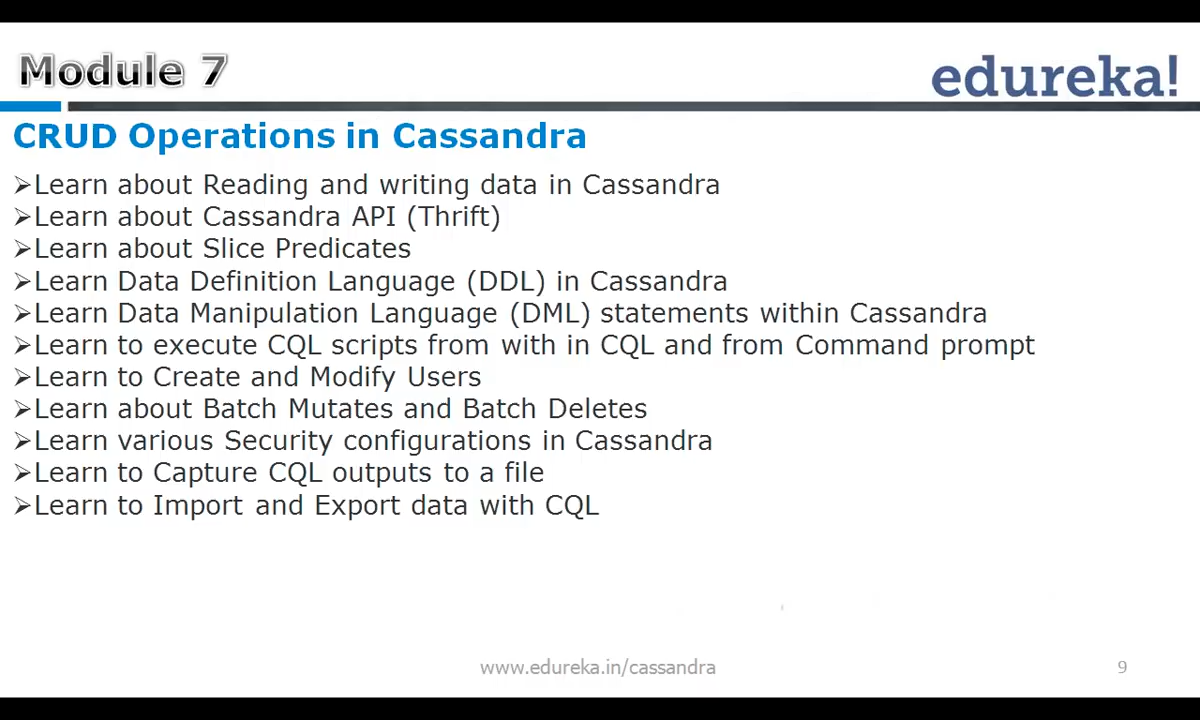 Module 7
edureka!
CRUD Operations in Cassandra
➢Learn about Reading and writing data in Cassandra
➢Learn about Cassandra API (Thrift)
➢Learn about Slice Predicates
➢Learn Data Definition Language (DDL) in Cassandra
➢Learn Data Manipulation Language (DML) statements within Cassandra
➢Learn to execute CQL scripts from with in CQL and from Command prompt
➢Learn to Create and Modify Users
➢Learn about Batch Mutates and Batch Deletes
➢Learn various Security configurations in Cassandra
➢Learn to Capture CQL outputs to a file
➢Learn to Import and Export data with CQL
www.edureka.in/cassandra
9